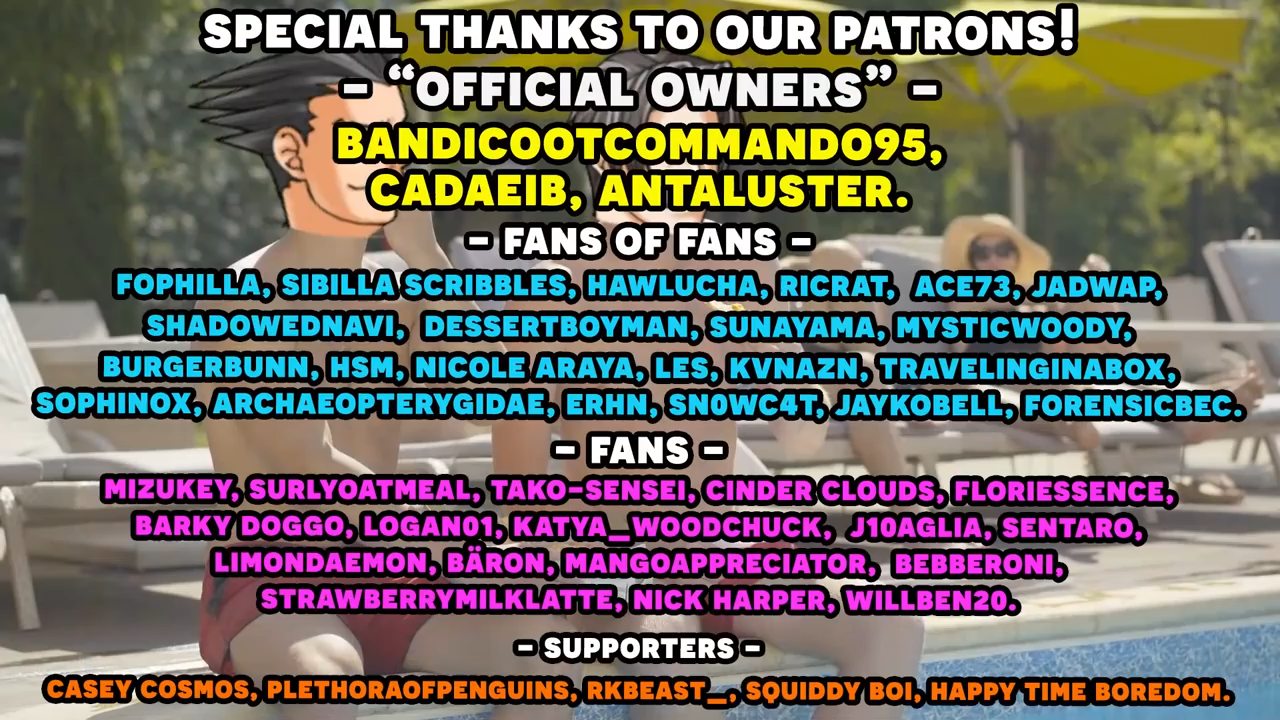 SPECIAL THANKS TO OUR PATRONS!
- “OFFICIAL OWNERS” -
BANDICOOTCOMMANDO95,
CADAEIB, ANTALUSTER.
- FANS OF FANS -
FOPHILLA, SIBILLA SCRIBBLES, HAWLUCHA, RICRAT, ACE73, JADWAP,
SHADOWEDNAVI, DESSERTBOYMAN, SUNAYAMA, MYSTICWOODY,
BURGERBUNN, HSM, NICOLE ARAYA, LES, KVNAZN, TRAVELINGINABOX,
SOPHINOX, ARCHAEOPTERYGIDAE, ERHN, SN0WC4T, JAYKOBELL, FORENSICBEC.
- FANS -
MIZUKEY, SURLYOATMEAL, TAKO-SENSEI, CINDER CLOUDS, FLORIESSENCE,
BARKY DOGGO, LOGAN01, KATYA_WOODCHUCK, J10AGLIA, SENTARO,
LIMONDAEMON, BÄRON, MANGOAPPRECIATOR, BEBBERONI,
STRAWBERRYMILKLATTE, NICK HARPER, WILLBEN20.
- SUPPORTERS -
CASEY COSMOS, PLETHORAOFPENGUINS, RKBEAST_, SQUIDDY BOI, HAPPY TIME BOREDOM.